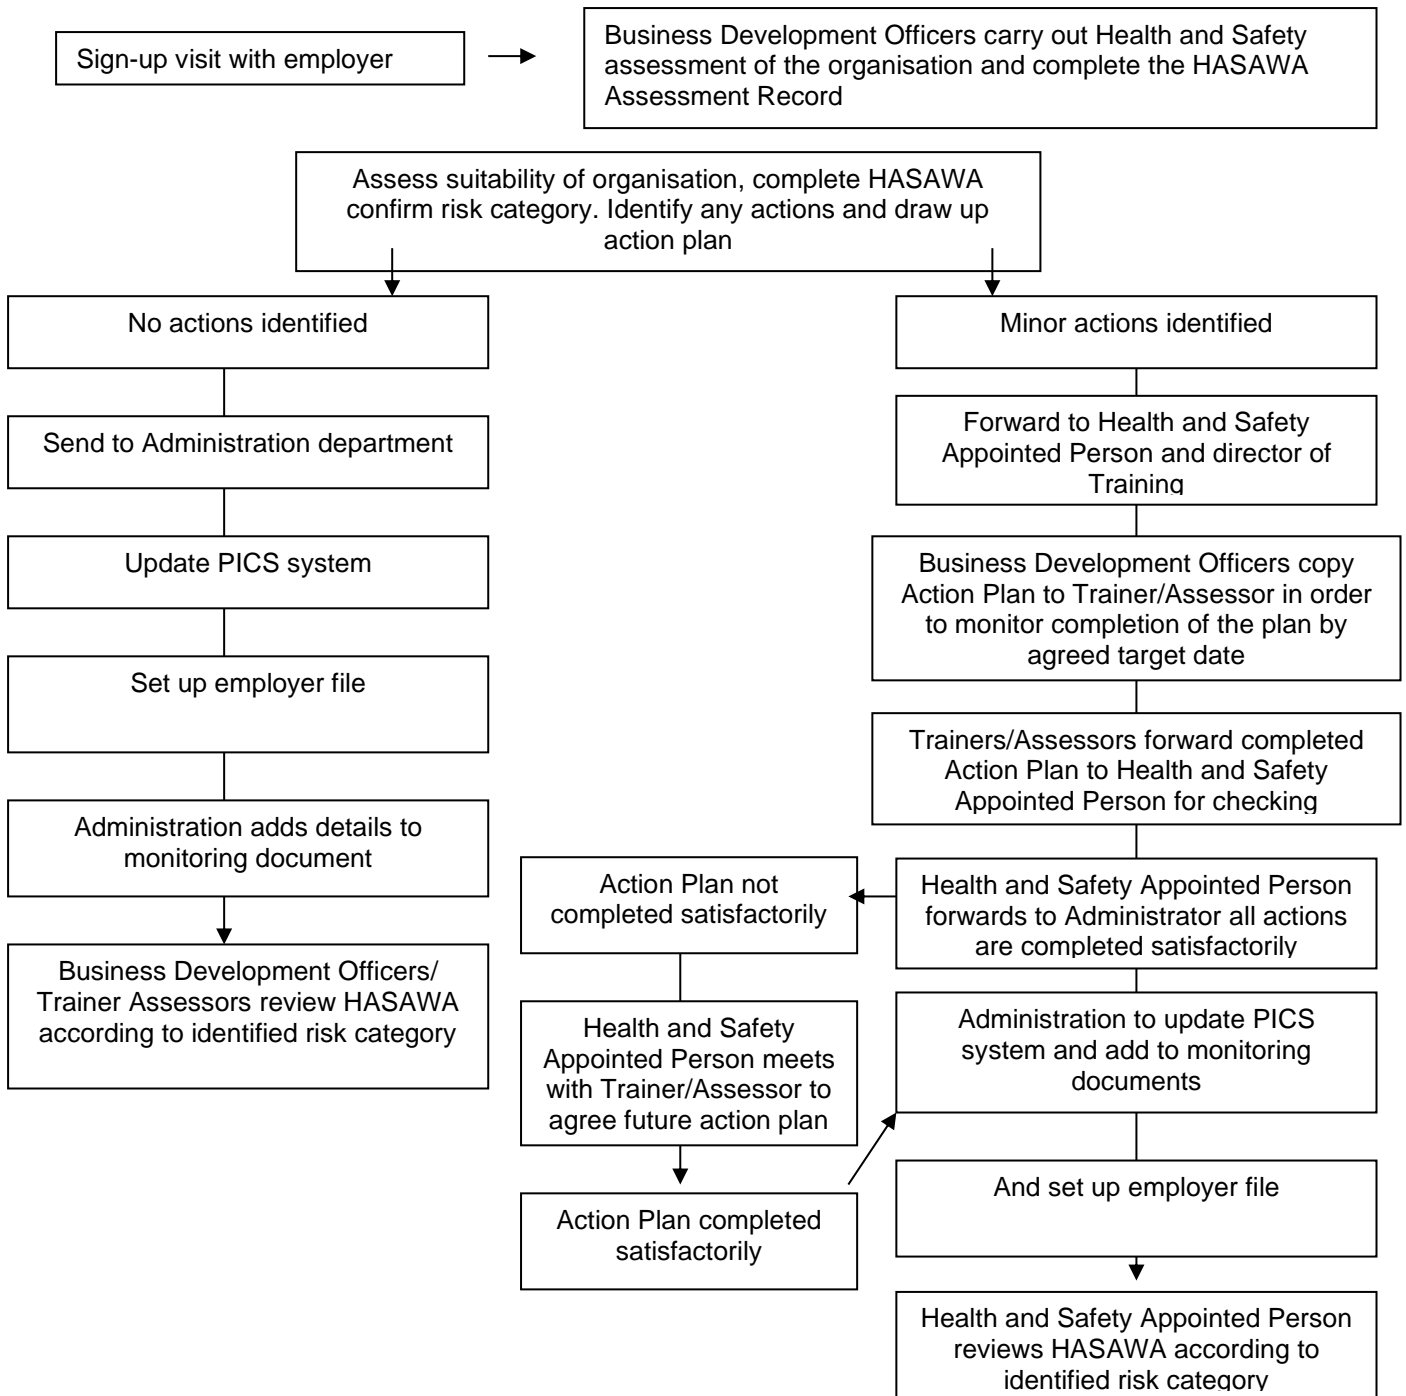 Sign-up visit with employer
Business Development Officers carry out Health and Safety
assessment of the organisation and complete the HASAWA
Assessment Record
Assess suitability of organisation, complete HASAWA
confirm risk category. Identify any actions and draw up
action plan
No actions identified
Send to Administration department
Update PICS system
Set up employer file
Administration adds details to
monitoring document
Business Development Officers/
Trainer Assessors review HASAWA
according to identified risk category
Minor actions identified
Forward to Health and Safety
Appointed Person and director of
Training
Business Development Officers copy
Action Plan to Trainer/Assessor in order
to monitor completion of the plan by
agreed target date
Trainers/Assessors forward completed
Action Plan to Health and Safety
Appointed Person for checking
Health and Safety Appointed Person
forwards to Administrator all actions
are completed satisfactorily
Action Plan not
completed satisfactorily
Health and Safety
Appointed Person meets
with Trainer/Assessor to
agree future action plan
Action Plan completed
satisfactorily
Administration to update PICS
system and add to monitoring
documents
And set up employer file
Health and Safety Appointed Person
reviews HASAWA according to
identified risk category